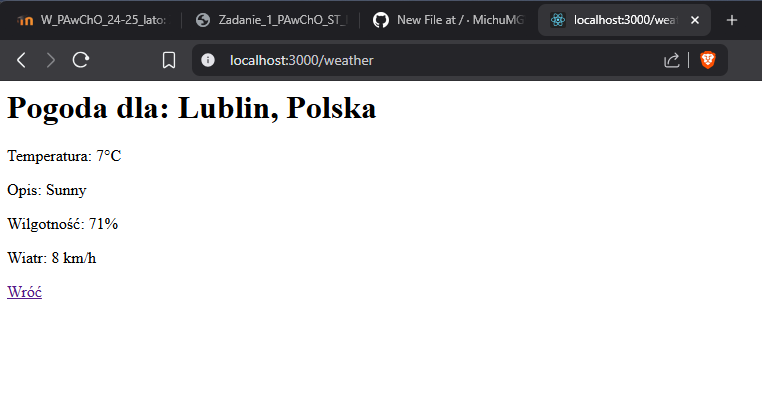 W_PAwChO_24-25_lato:
Zadanie_1_PAwChO_ST_
New File at / · MichuMG
localhost:3000/wea
localhost:3000/weather
Pogoda dla: Lublin, Polska
Temperatura: 7°C
Opis: Sunny
Wilgotność: 71%
Wiatr: 8 km/h
Wróć